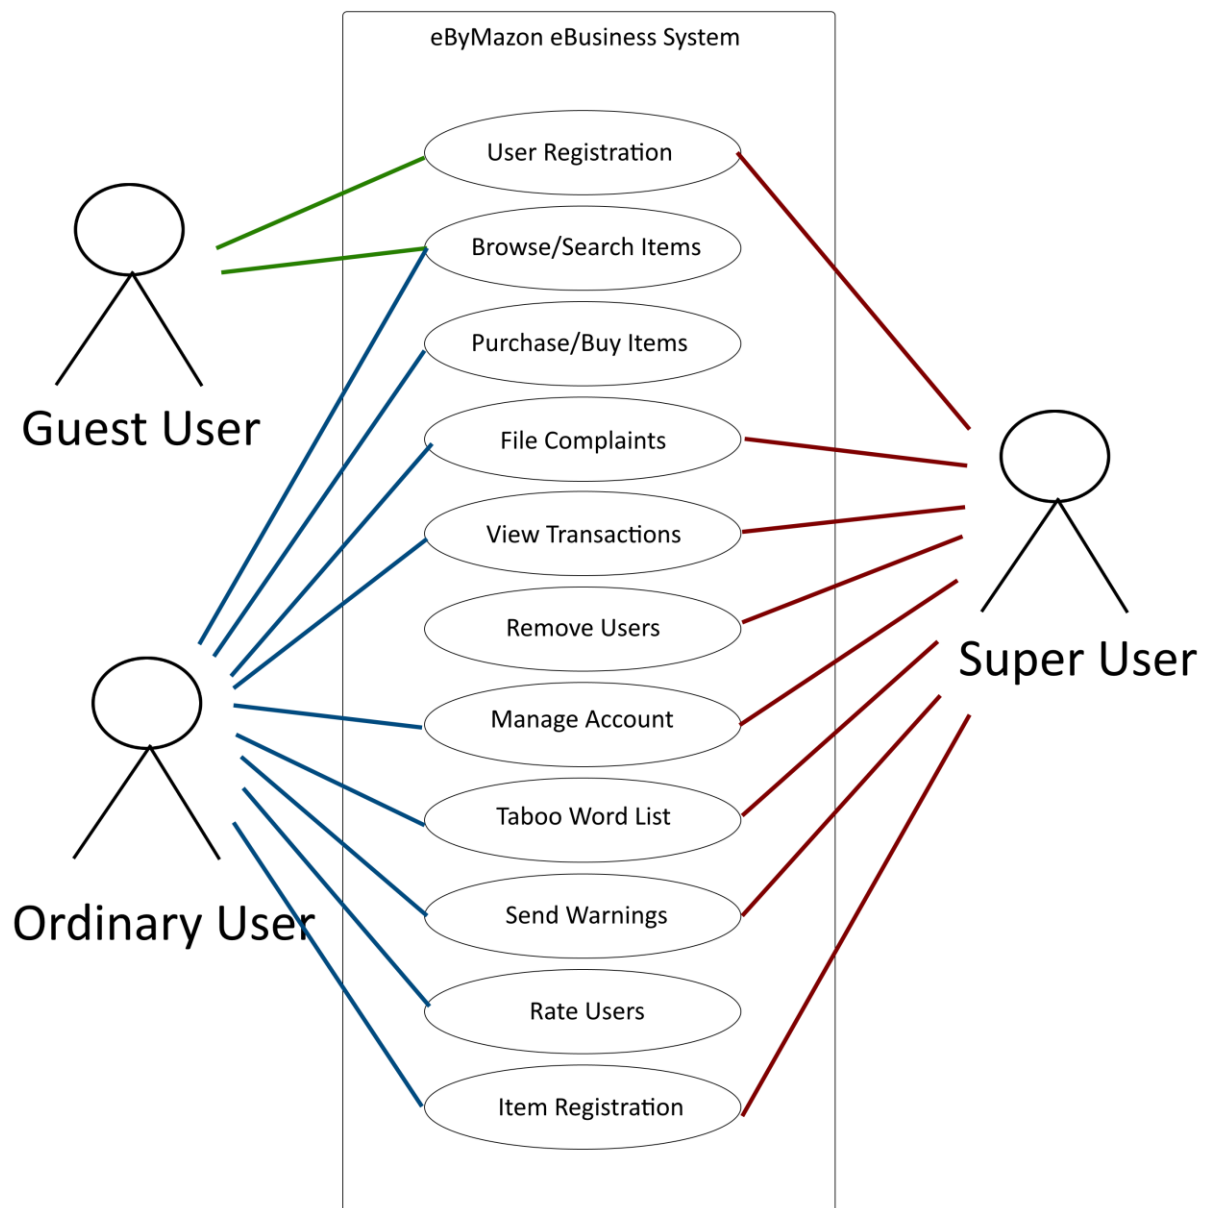 eByMazon eBusiness System
User Registration
Browse/Search Items
Purchase/Buy Items
File Complaints
View Transactions
Remove Users
Manage Account
Taboo Word List
Send Warnings
Rate Users
Item Registration
Guest User
Ordinary User
Super User